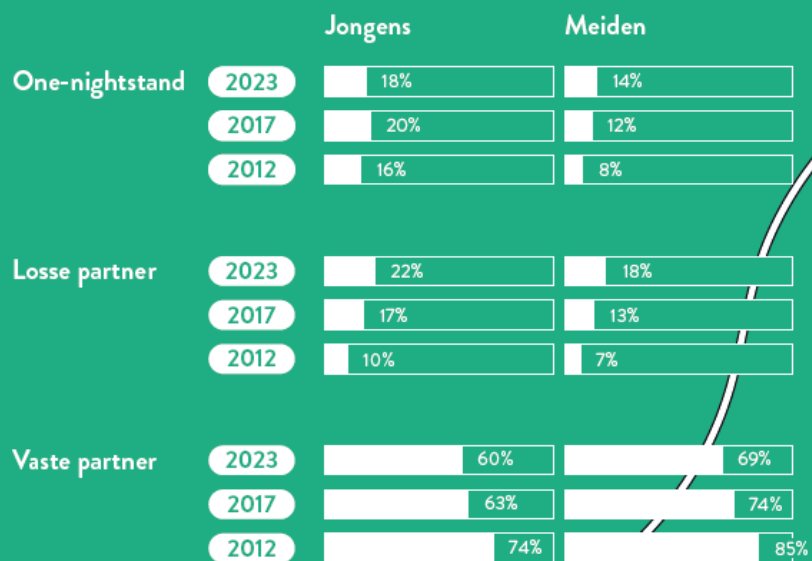 Jongens Meiden
One-nightstand 2023 18% 14%
2017 20% 12%
2012 16% 8%
Losse partner 2023 22% 18%
2017 17% 13%
2012 10% 7%
Vaste partner 2023 60% 69%
2017 63% 74%
2012 74% 85%